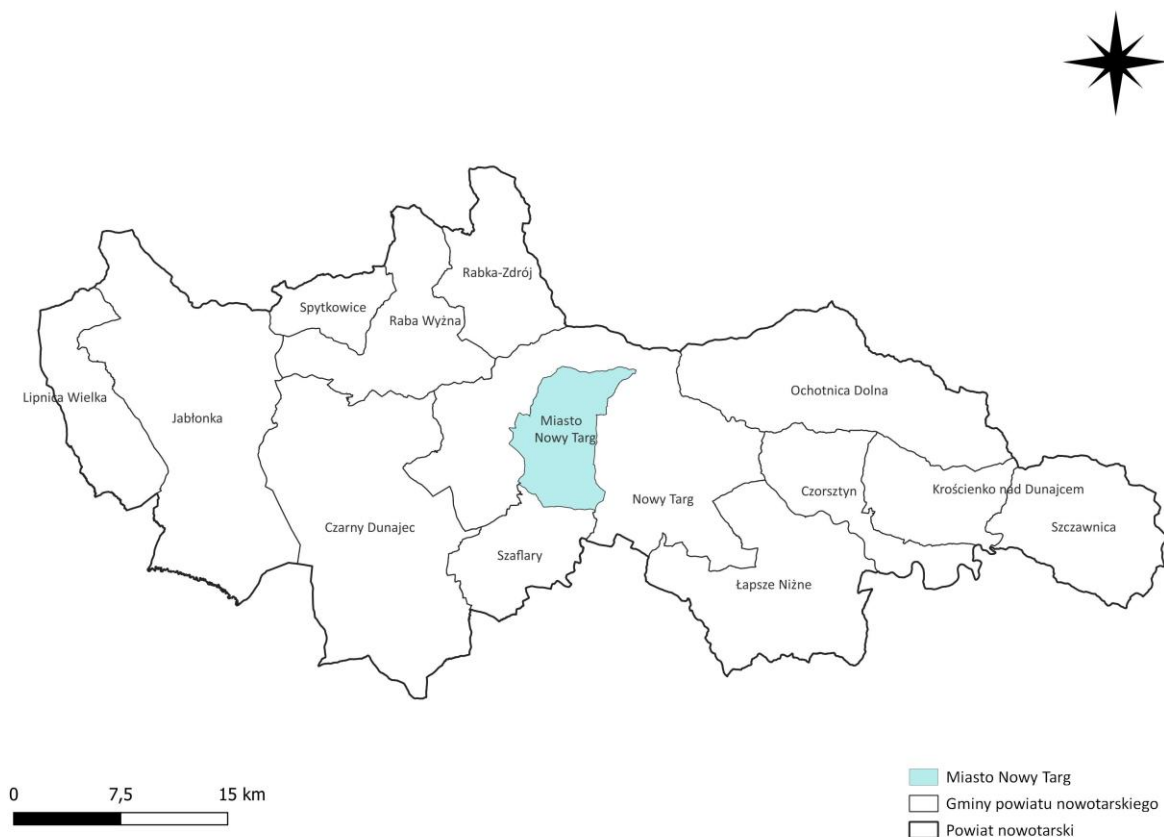 Rabka-Zdrój
Spytkowice
Raba Wyżna
Lipnica Wielka
Jabłonka
Ochotnica Dolna
Miasto
Nowy Targ
Czarny Dunajec
Nowy Targ
Czorsztyn
Krościenko nad Dunajcem
Szczawnica
Szaflary
Łapsze Niżne
0 7,5 15 km
Miasto Nowy Targ
Gminy powiatu nowotarskiego
Powiat nowotarski